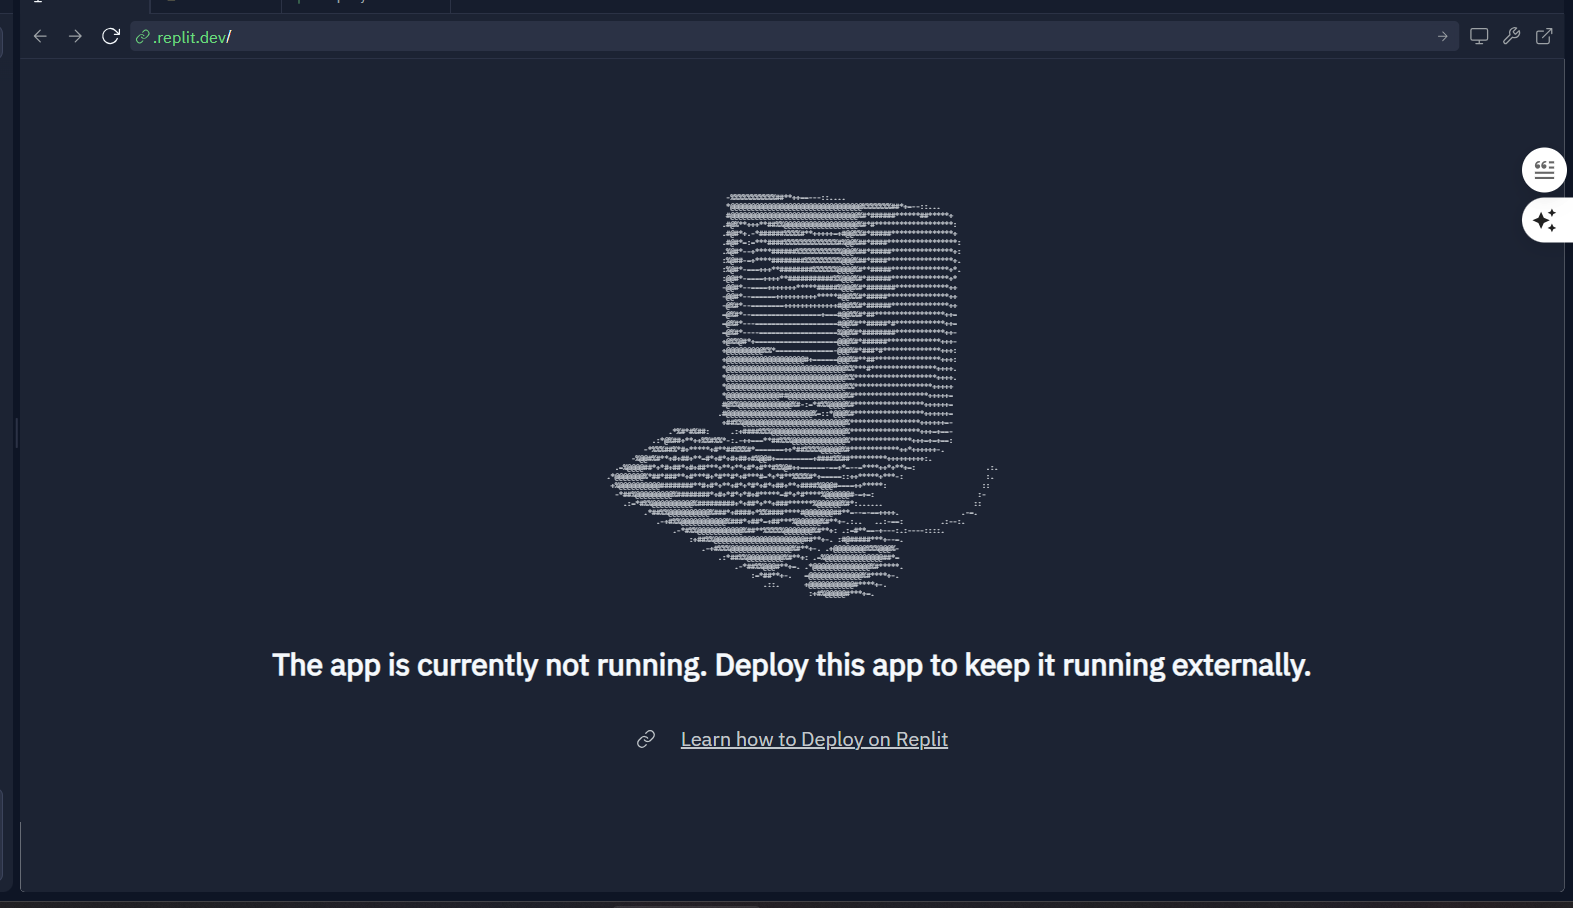 .replit.dev/
The app is currently not running. Deploy this app to keep it running externally.
Learn how to Deploy on Replit